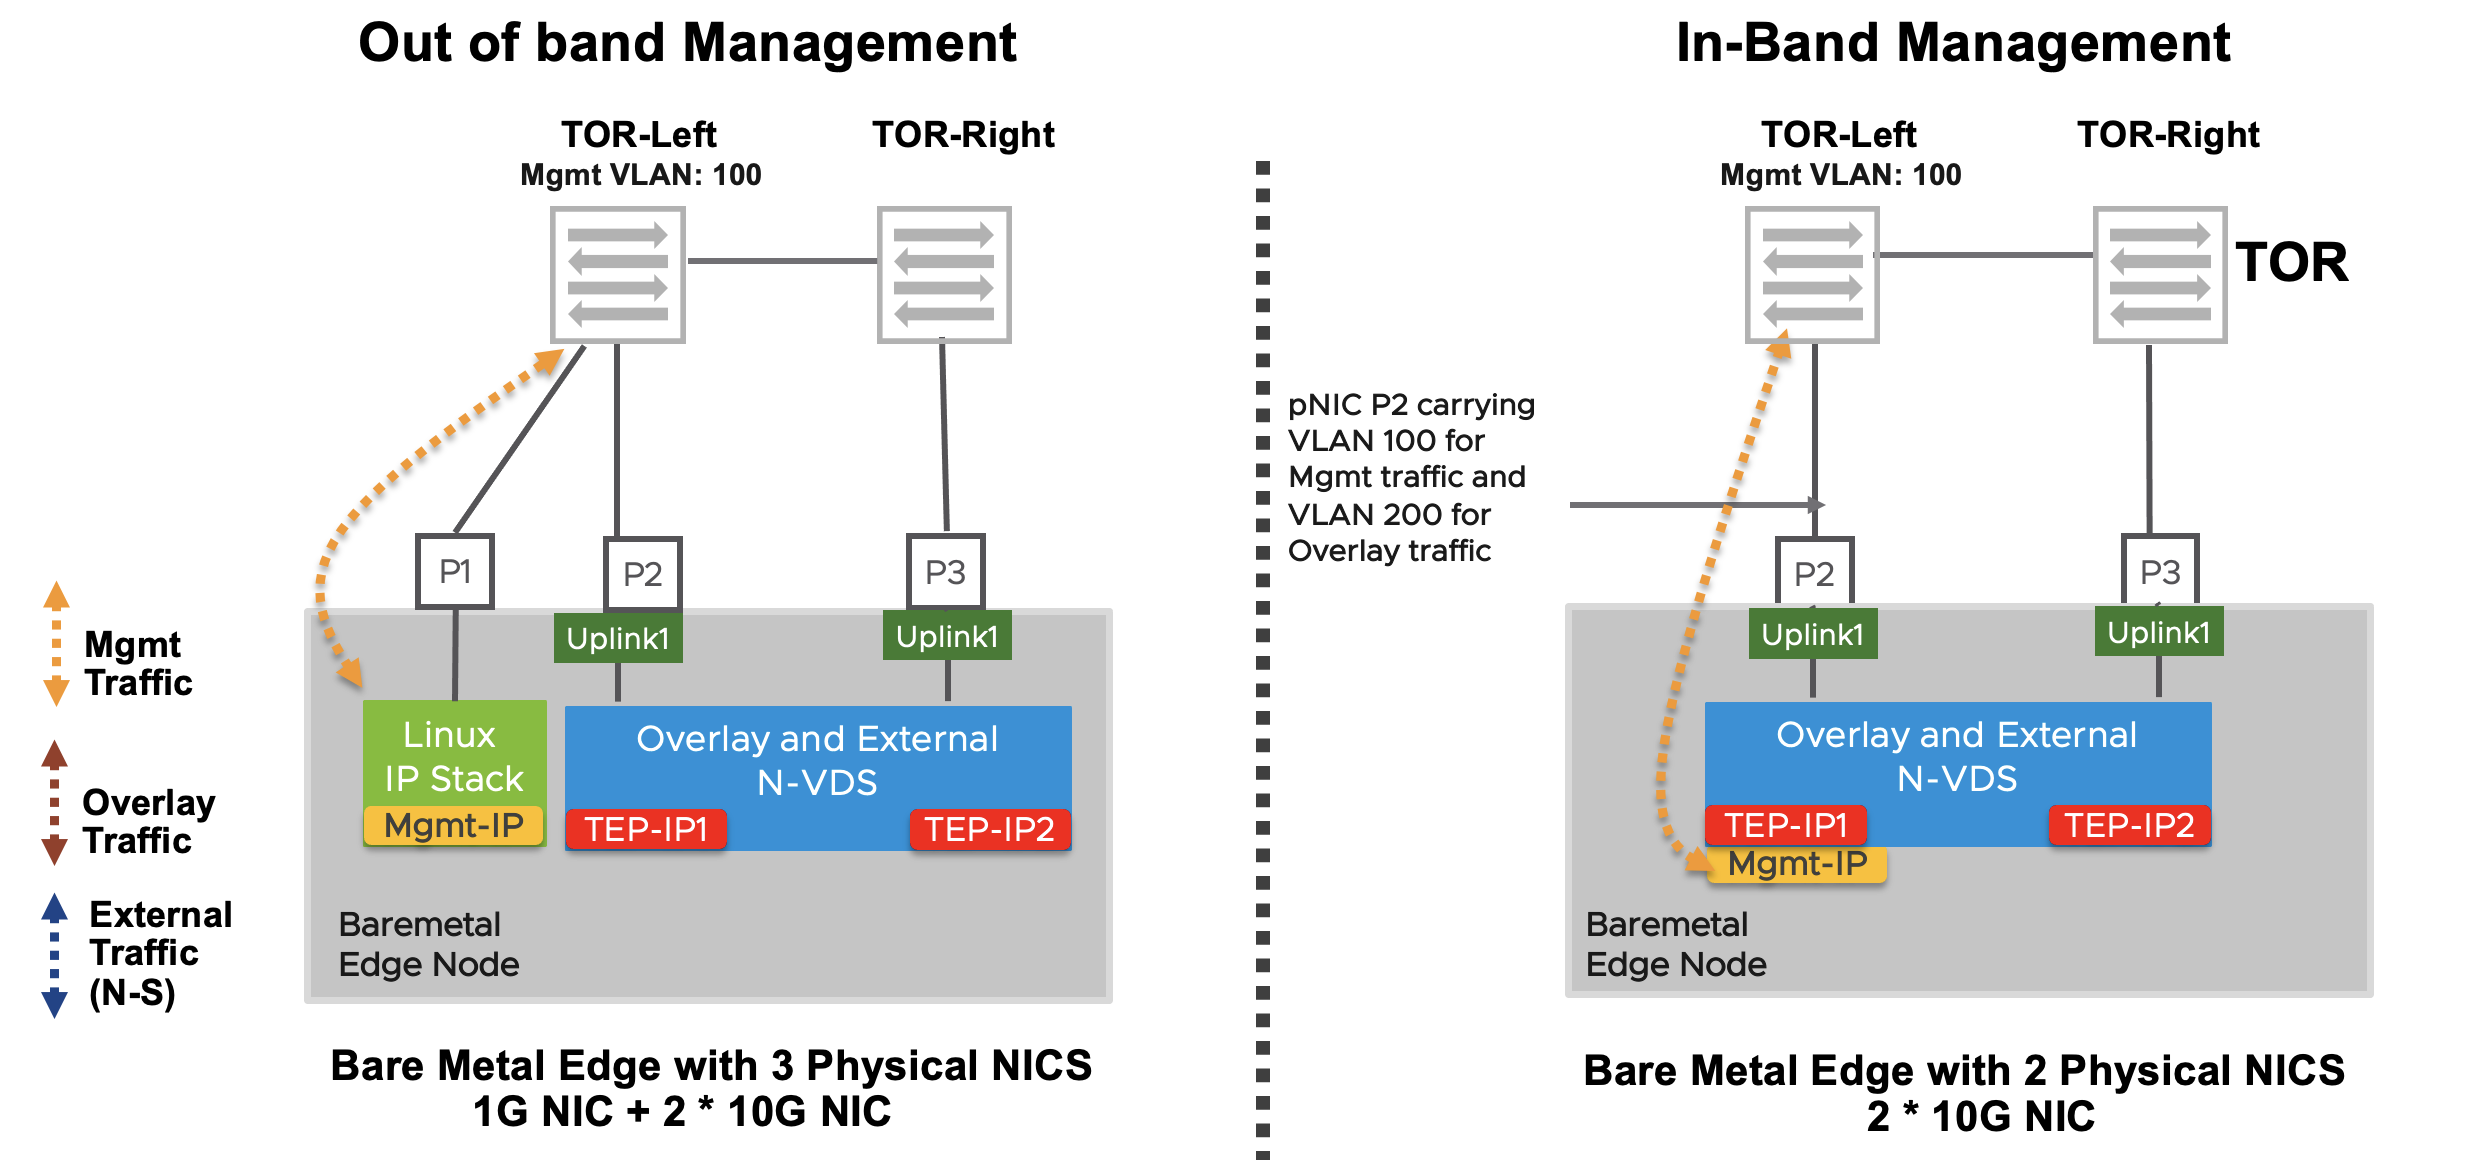 Out of band Management
TOR-Left
TOR-Right
Mgmt VLAN: 100
P1
P2
P3
Uplink1
Uplink1
Mgmt
Traffic
Overlay
Traffic
External
Traffic
(N-S)
Linux
IP Stack
Mgmt-IP
Overlay and External
N-VDS
TEP-IP1
TEP-IP2
Baremetal
Edge Node
Bare Metal Edge with 3 Physical NICS
1G NIC + 2 * 10G NIC
In-Band Management
TOR-Left
TOR-Right
Mgmt VLAN: 100
TOR
pNIC P2 carrying
VLAN 100 for
Mgmt traffic and
VLAN 200 for
Overlay traffic
P2
P3
Uplink1
Uplink1
Overlay and External
N-VDS
TEP-IP1
TEP-IP2
Mgmt-IP
Baremetal
Edge Node
Bare Metal Edge with 2 Physical NICS
2 * 10G NIC